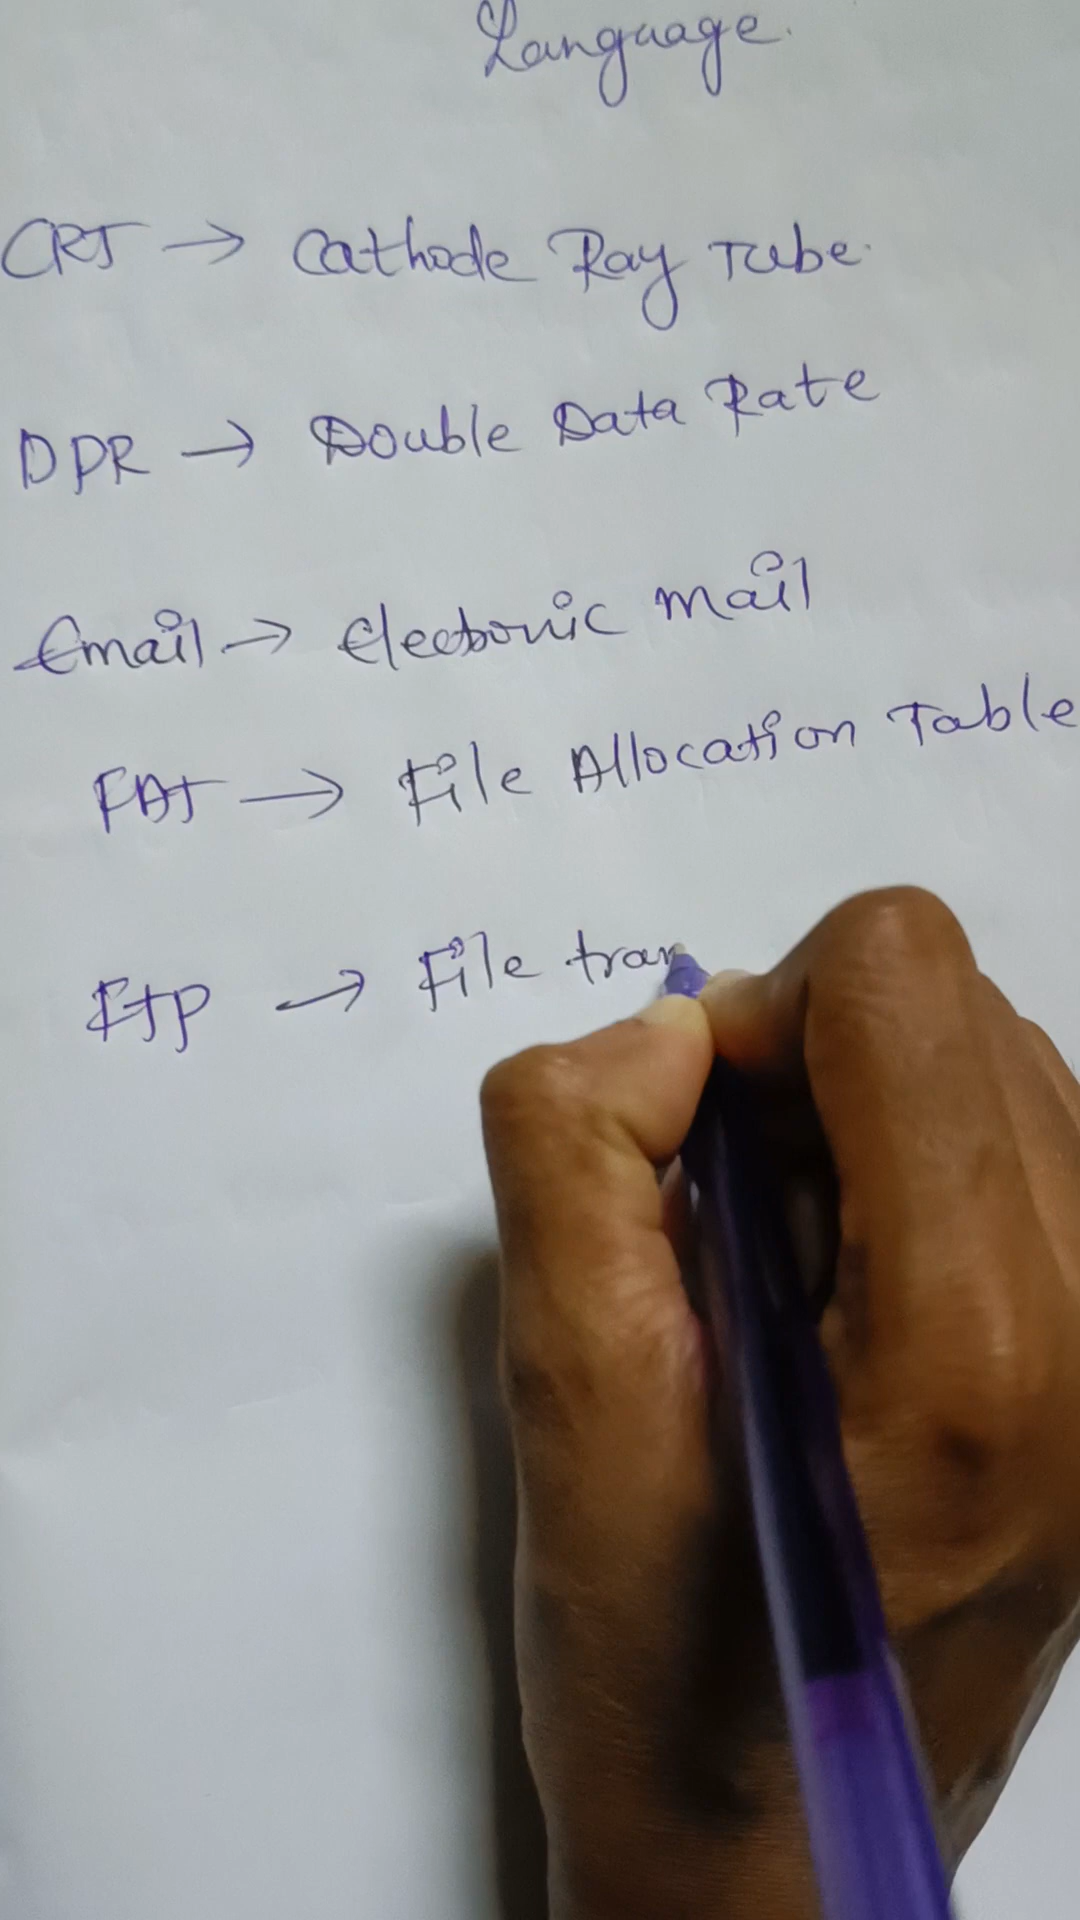 Language.
CRT → Cathode Ray Tube.
DDR → Double Data Rate
Email → Electronic mail
FAT → File Allocation Table
FTP → File tran